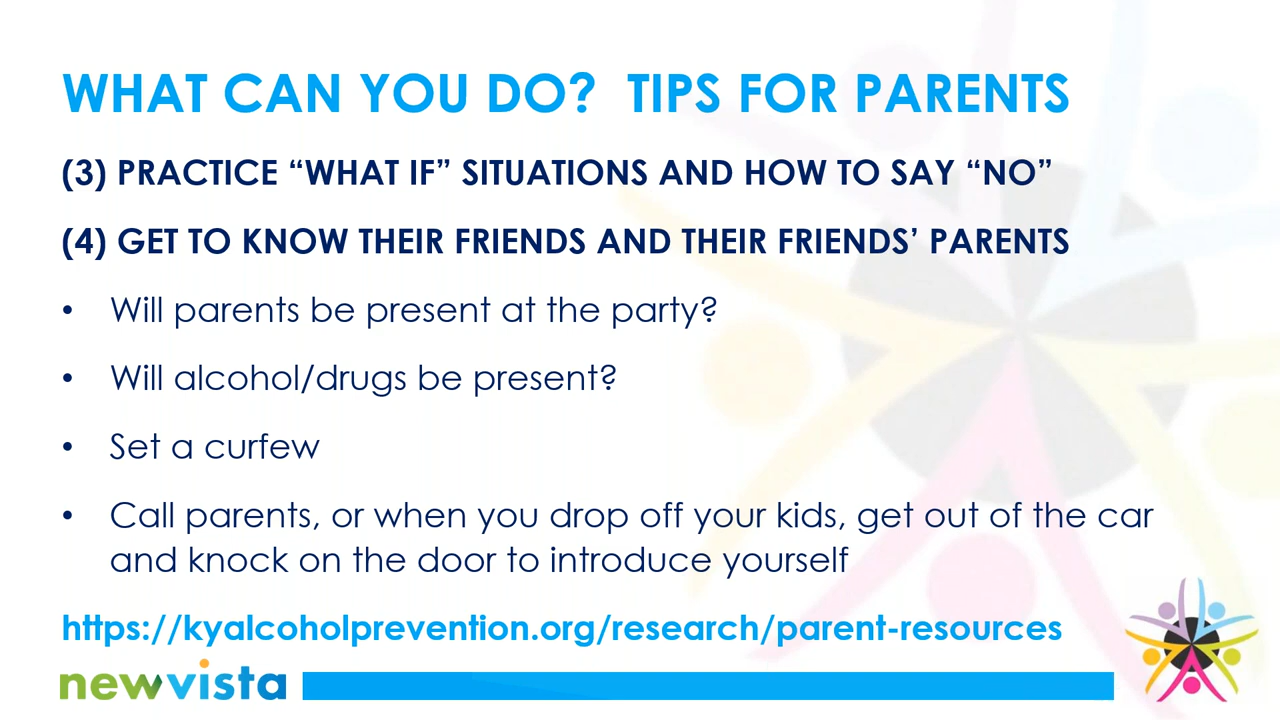 WHAT CAN YOU DO?  TIPS FOR PARENTS
(3) PRACTICE “WHAT IF” SITUATIONS AND HOW TO SAY “NO”
(4) GET TO KNOW THEIR FRIENDS AND THEIR FRIENDS’ PARENTS
• Will parents be present at the party?
• Will alcohol/drugs be present?
• Set a curfew
• Call parents, or when you drop off your kids, get out of the car
and knock on the door to introduce yourself
https://kyalcoholprevention.org/research/parent-resources
newvista